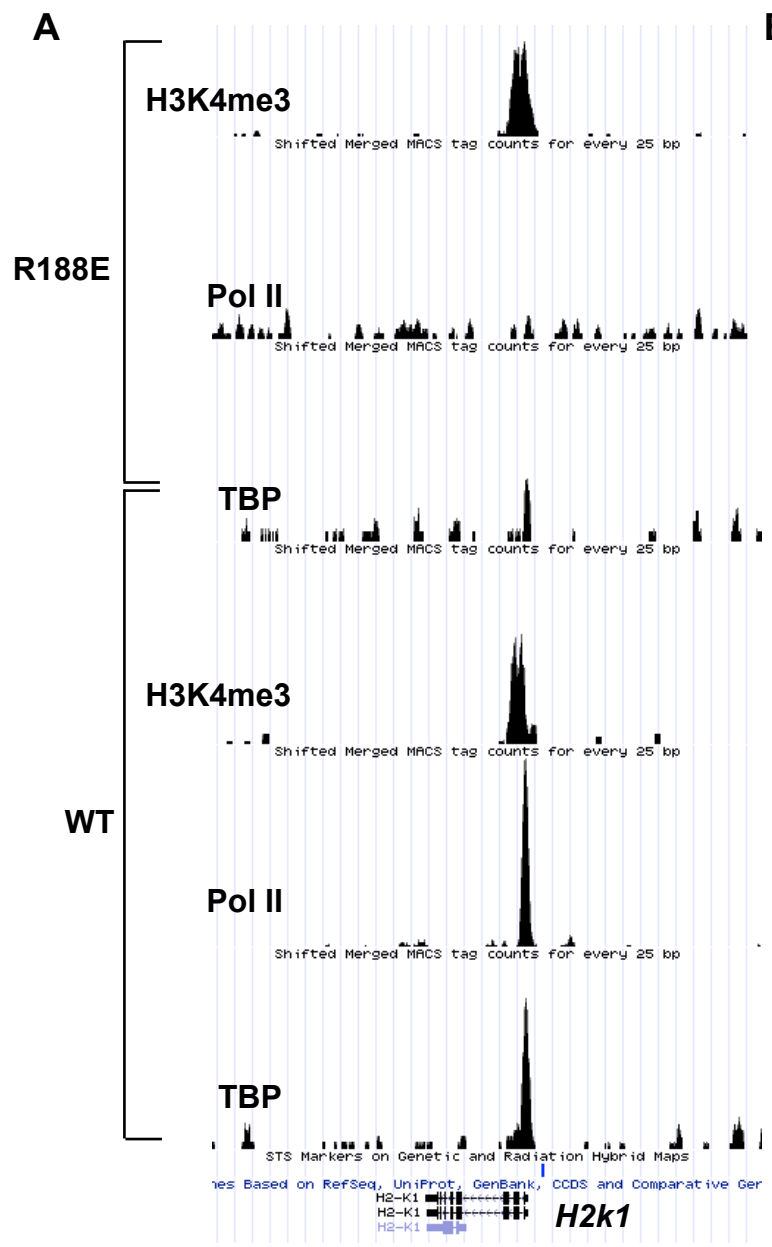 A
H3K4me3
Shifted Merged MACS tag counts for every 25 bp
R188E
Pol II
Shifted Merged MACS tag counts for every 25 bp
TBP
Shifted Merged MACS tag counts for every 25 bp
H3K4me3
Shifted Merged MACS tag counts for every 25 bp
WT
Pol II
Shifted Merged MACS tag counts for every 25 bp
TBP
STS Markers on Genetic and Radiation Hybrid Maps
Based on RefSeq, UniProt, GenBank, CCDS and Comparative
H2-K1
H2-K1
H2k1
H2-K1